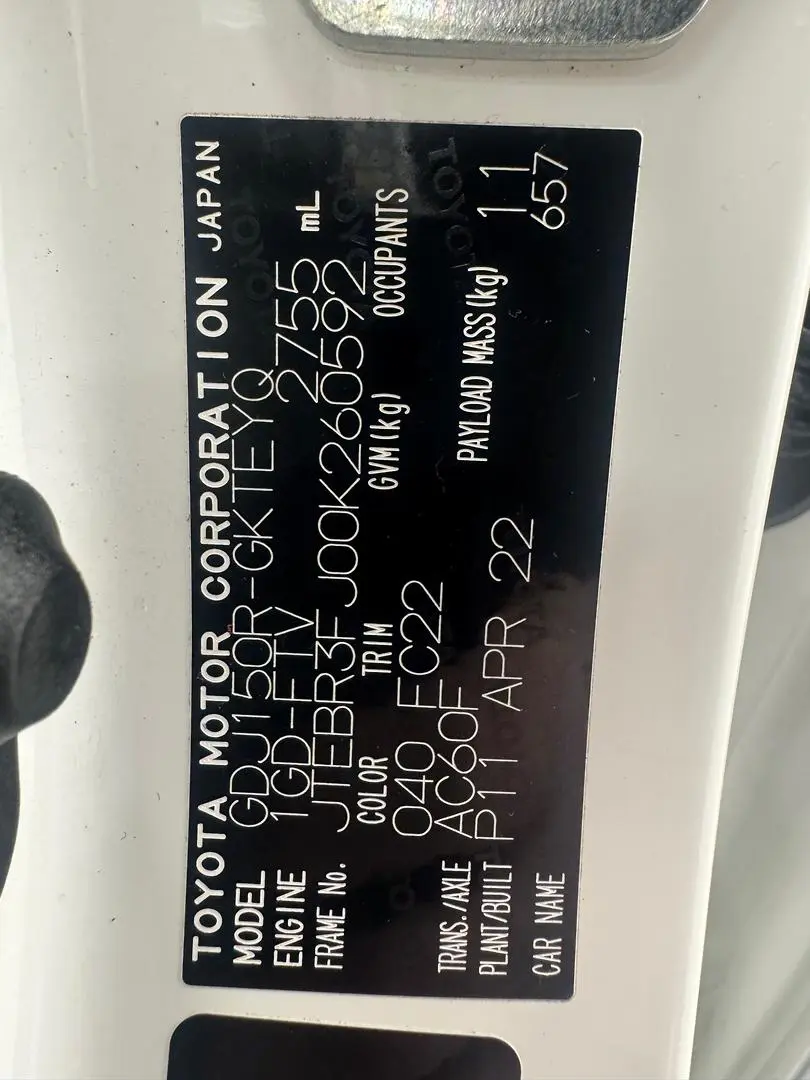 TOYOTA MOTOR CORPORATION JAPAN
MODEL GDJ150R-GKTEYQ
ENGINE 1GD-FTV 2755 mL
FRAME No. JTEBR3FJ00K260592
COLOR TRIM GVM(kg) OCCUPANTS
040 FC22
TRANS./AXLE AC60F PAYLOAD MASS(kg) 11
PLANT/BUILT P11 APR 22 657
CAR NAME